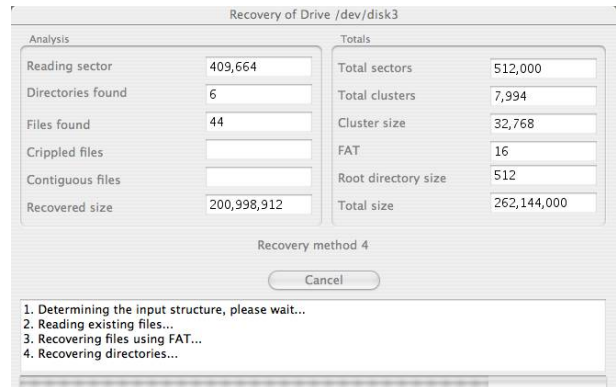 Recovery of Drive /dev/disk3
Analysis
Reading sector 409,664
Directories found 6
Files found 44
Crippled files
Contiguous files
Recovered size 200,998,912
Totals
Total sectors 512,000
Total clusters 7,994
Cluster size 32,768
FAT 16
Root directory size 512
Total size 262,144,000
Recovery method 4
Cancel
1. Determining the input structure, please wait...
2. Reading existing files...
3. Recovering files using FAT...
4. Recovering directories...